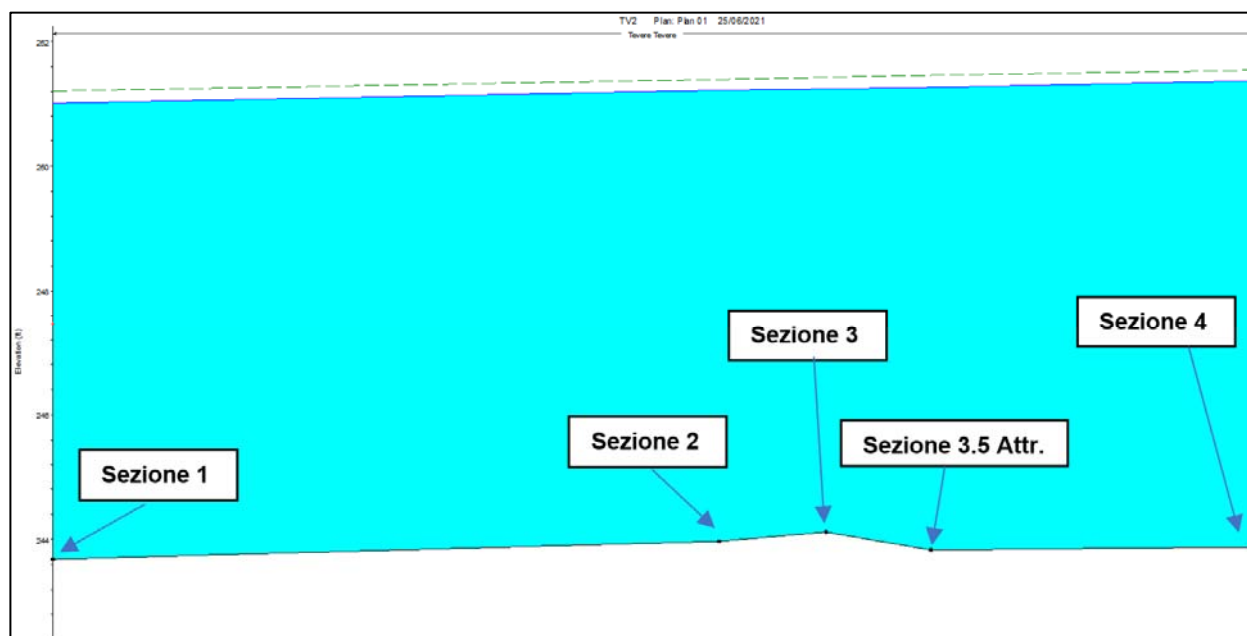 TV2 Plan: Plan 01 25/06/2021
Tevere Tevere
252
250
248
246
244
Elevation (ft)
Sezione 1
Sezione 2
Sezione 3
Sezione 3.5 Attr.
Sezione 4